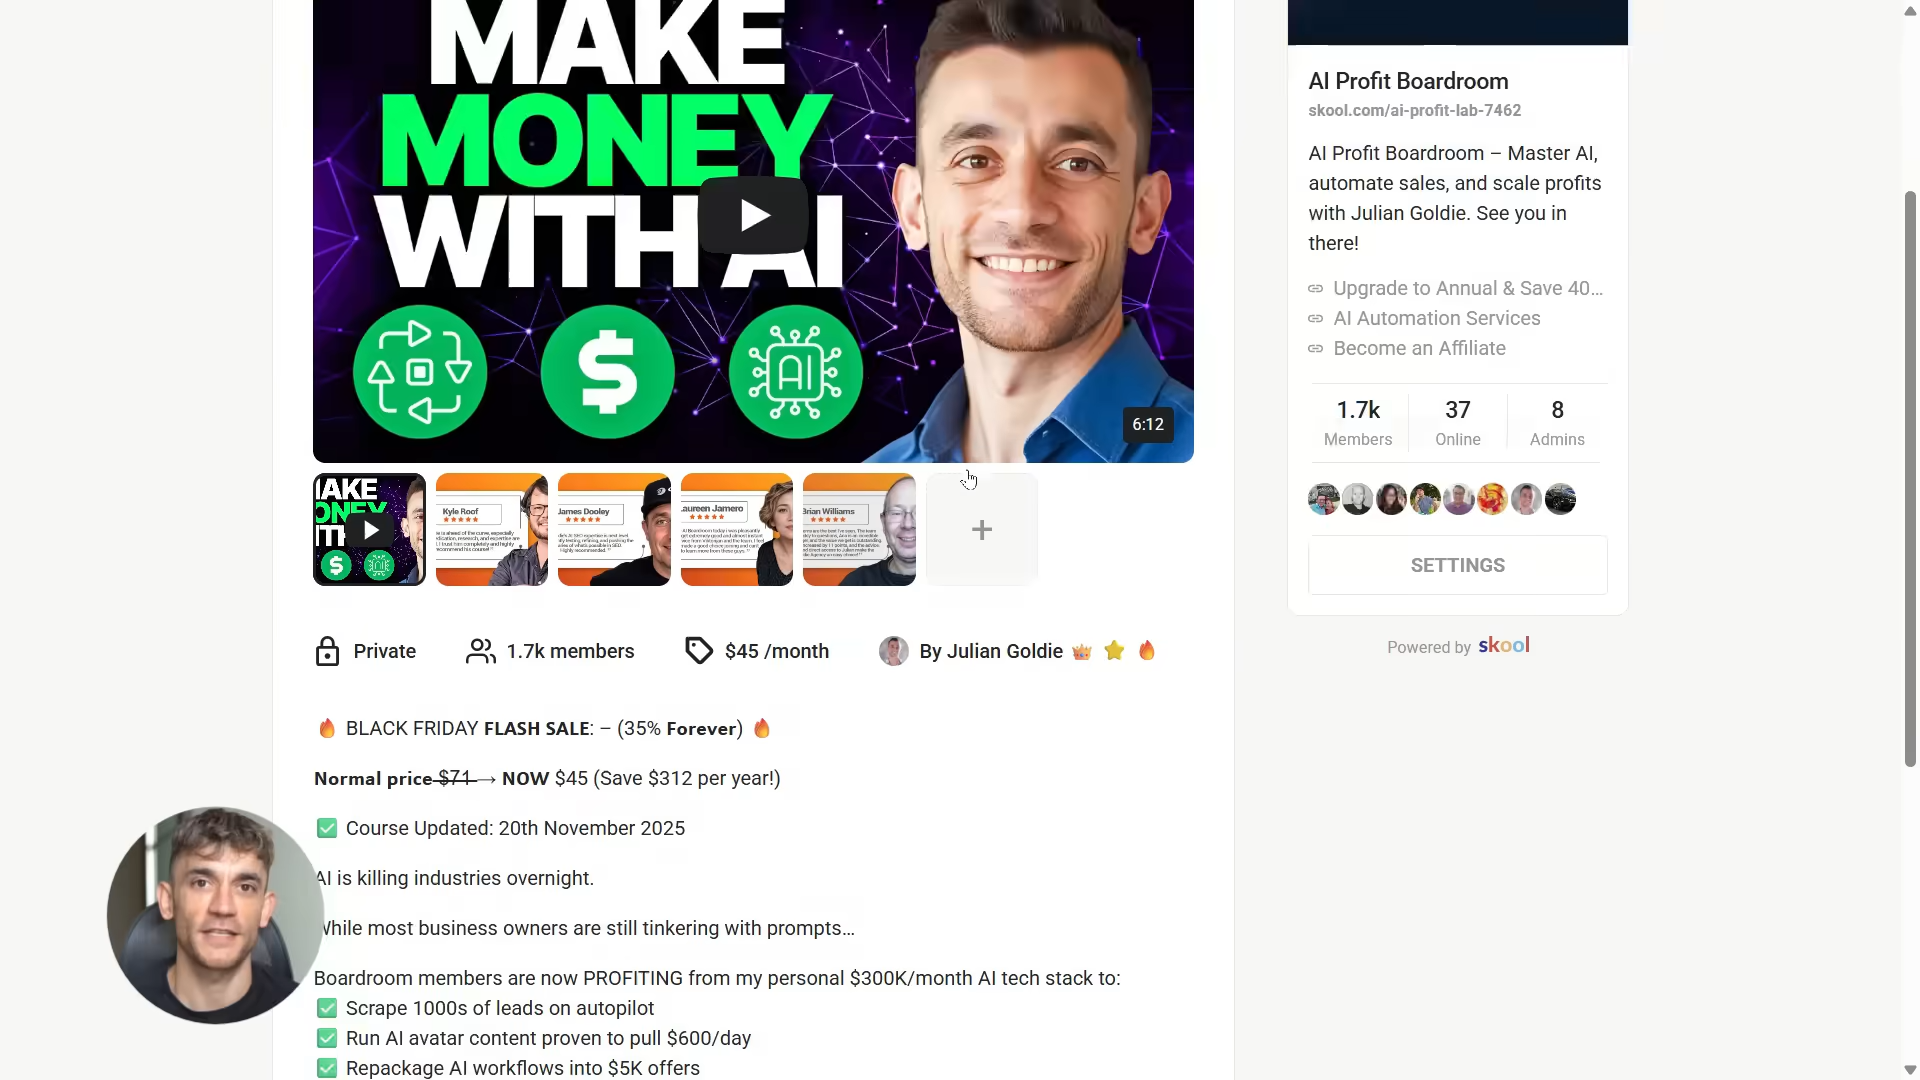 MAKE
MONEY
WITH AI
AI
6:12
AKE
Kyle Roof
James Dooley
Laureen Jamero
Brian Williams
+
Private
1.7k members
$45 /month
By Julian Goldie 👑 ⭐ 🔥
🔥 BLACK FRIDAY FLASH SALE: – (35% Forever) 🔥
Normal price $71 → NOW $45 (Save $312 per year!)
✅ Course Updated: 20th November 2025
AI is killing industries overnight.
While most business owners are still tinkering with prompts...
Boardroom members are now PROFITING from my personal $300K/month AI tech stack to:
✅ Scrape 1000s of leads on autopilot
✅ Run AI avatar content proven to pull $600/day
✅ Repackage AI workflows into $5K offers
AI Profit Boardroom
skool.com/ai-profit-lab-7462
AI Profit Boardroom – Master AI,
automate sales, and scale profits
with Julian Goldie. See you in
there!
Upgrade to Annual & Save 40...
AI Automation Services
Become an Affiliate
1.7k
Members
37
Online
8
Admins
SETTINGS
Powered by skool